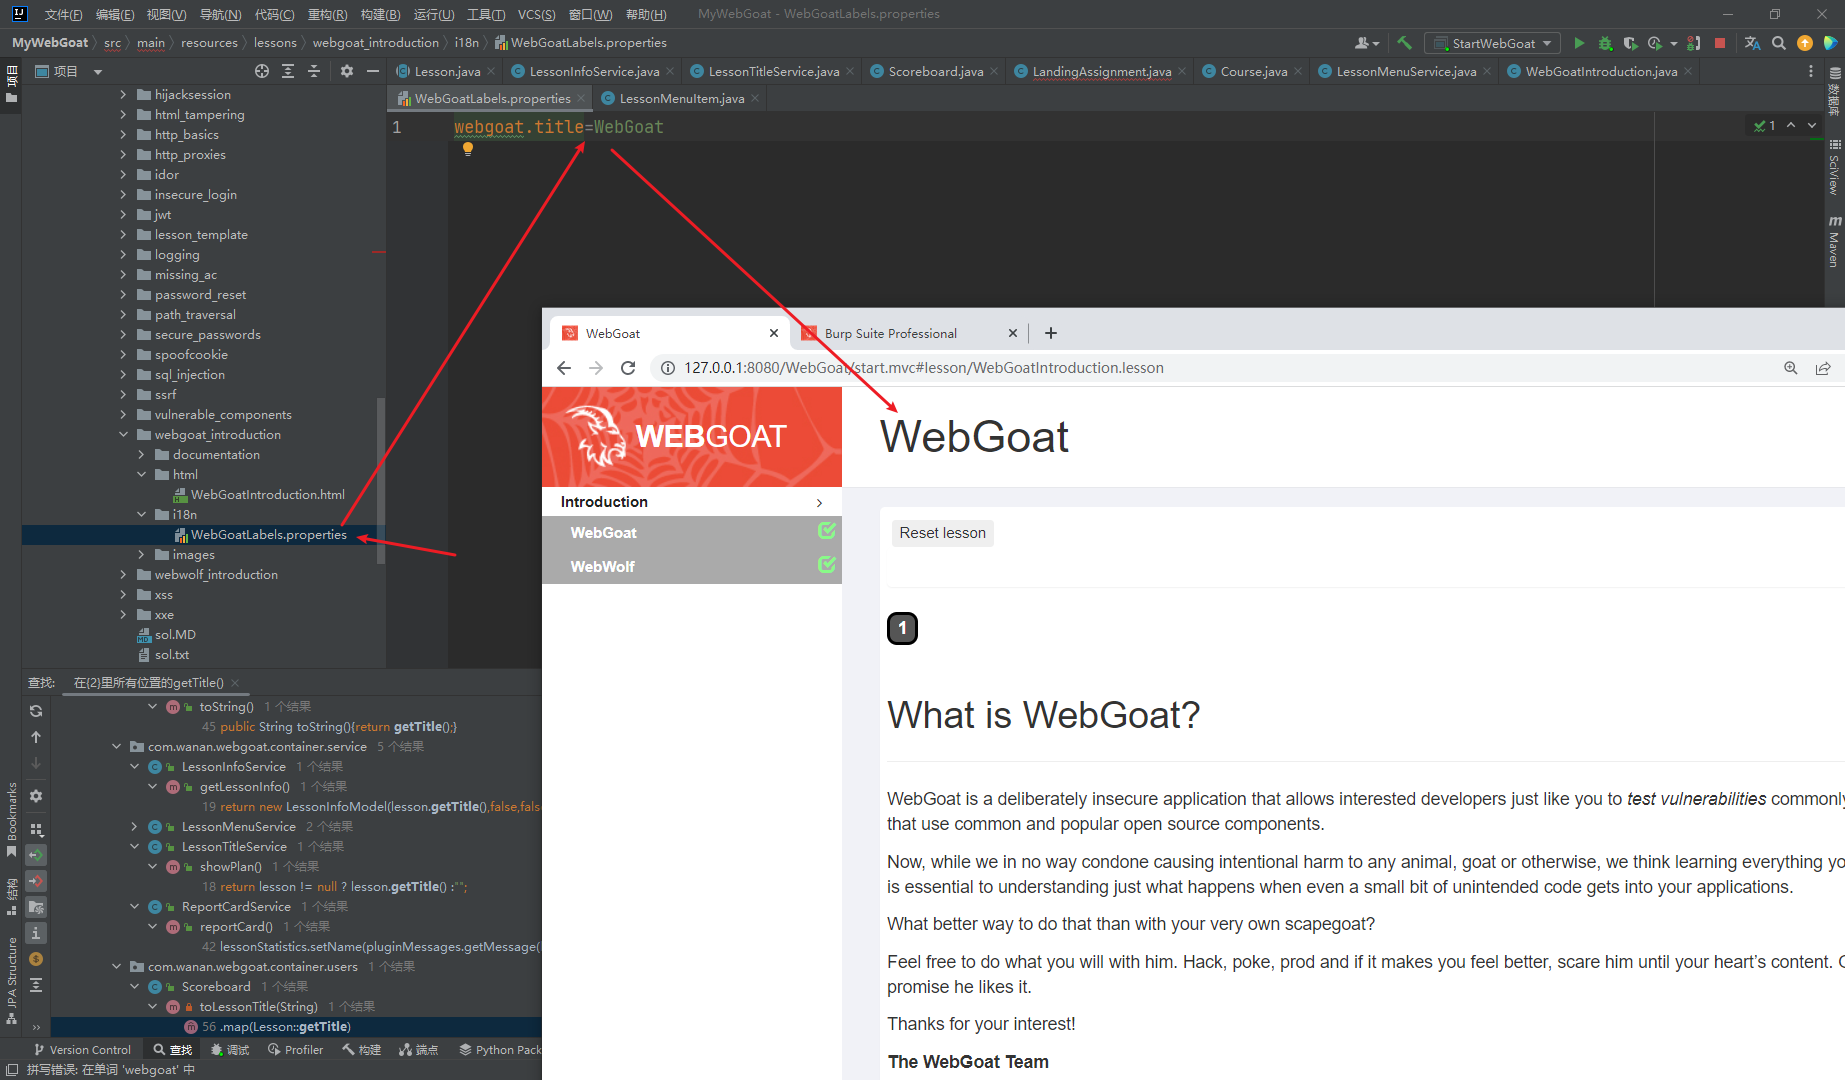 文件(F) 编辑(E) 视图(V) 导航(N) 代码(C) 重构(R) 构建(B) 运行(U) 工具(T) VCS(S) 窗口(W) 帮助(H) MyWebGoat - WebGoatLabels.properties
MyWebGoat src main resources lessons webgoat_introduction i18n WebGoatLabels.properties
StartWebGoat
项目
项目
Lesson.java LessonInfoService.java LessonTitleService.java Scoreboard.java LandingAssignment.java Course.java LessonMenuService.java WebGoatIntroduction.java
WebGoatLabels.properties LessonMenuItem.java
1 webgoat.title=WebGoat
1
数据库
SciView
Maven
hijacksession
html_tampering
http_basics
http_proxies
idor
insecure_login
jwt
lesson_template
logging
missing_ac
password_reset
path_traversal
secure_passwords
spoofcookie
sql_injection
ssrf
vulnerable_components
webgoat_introduction
documentation
html
WebGoatIntroduction.html
i18n
WebGoatLabels.properties
images
webwolf_introduction
xss
xxe
sol.MD
sol.txt
查找: 在{2}里所有位置的getTitle()
toString() 1个结果
45 public String toString(){return getTitle();}
com.wanan.webgoat.container.service 5个结果
LessonInfoService 1个结果
getLessonInfo() 1个结果
19 return new LessonInfoModel(lesson.getTitle(),false,false
LessonMenuService 2个结果
LessonTitleService 1个结果
showPlan() 1个结果
18 return lesson != null ? lesson.getTitle() :"";
ReportCardService 1个结果
reportCard() 1个结果
42 lessonStatistics.setName(pluginMessages.getMessage(
com.wanan.webgoat.container.users 1个结果
Scoreboard 1个结果
toLessonTitle(String) 1个结果
56 .map(Lesson::getTitle)
Bookmarks
结构
JPA Structure
Version Control 查找 调试 Profiler 构建 端点 Python Pack
拼写错误: 在单词 'webgoat' 中
WebGoat Burp Suite Professional
127.0.0.1:8080/WebGoat/start.mvc#lesson/WebGoatIntroduction.lesson
WEBGOAT
WebGoat
Introduction
WebGoat
WebWolf
Reset lesson
1
What is WebGoat?
WebGoat is a deliberately insecure application that allows interested developers just like you to test vulnerabilities commonly
that use common and popular open source components.
Now, while we in no way condone causing intentional harm to any animal, goat or otherwise, we think learning everything yo
is essential to understanding just what happens when even a small bit of unintended code gets into your applications.
What better way to do that than with your very own scapegoat?
Feel free to do what you will with him. Hack, poke, prod and if it makes you feel better, scare him until your heart's content.
promise he likes it.
Thanks for your interest!
The WebGoat Team